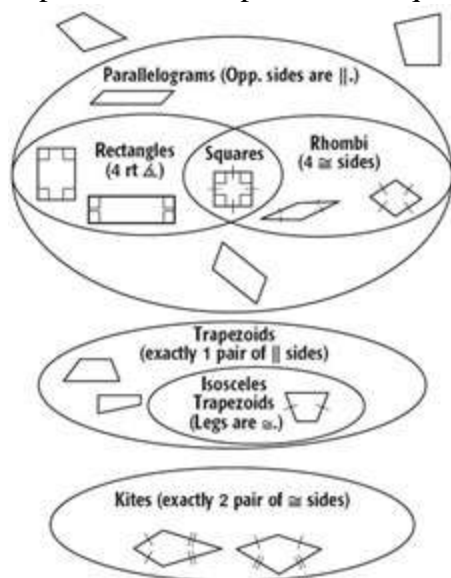 Parallelograms (Opp. sides are ||.)
Rectangles
(4 rt ∡)
Squares
Rhombi
(4 ≅ sides)
Trapezoids
(exactly 1 pair of || sides)
Isosceles
Trapezoids
(Legs are ≅.)
Kites (exactly 2 pair of ≅ sides)